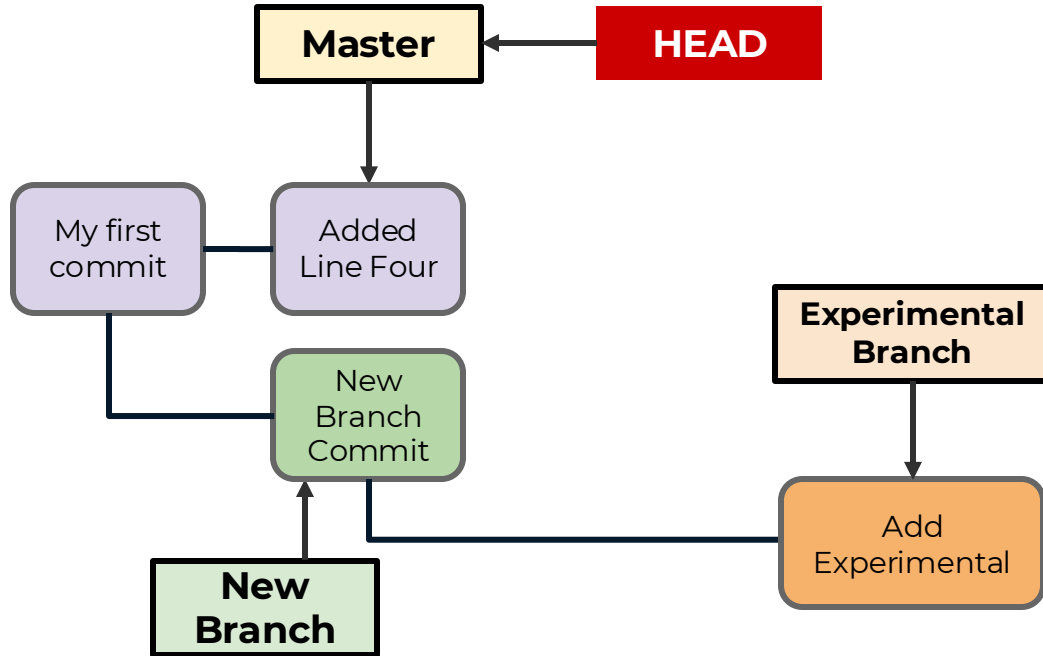 Master
HEAD
My first
commit
Added
Line Four
Experimental
Branch
New
Branch
Commit
Add
Experimental
New
Branch